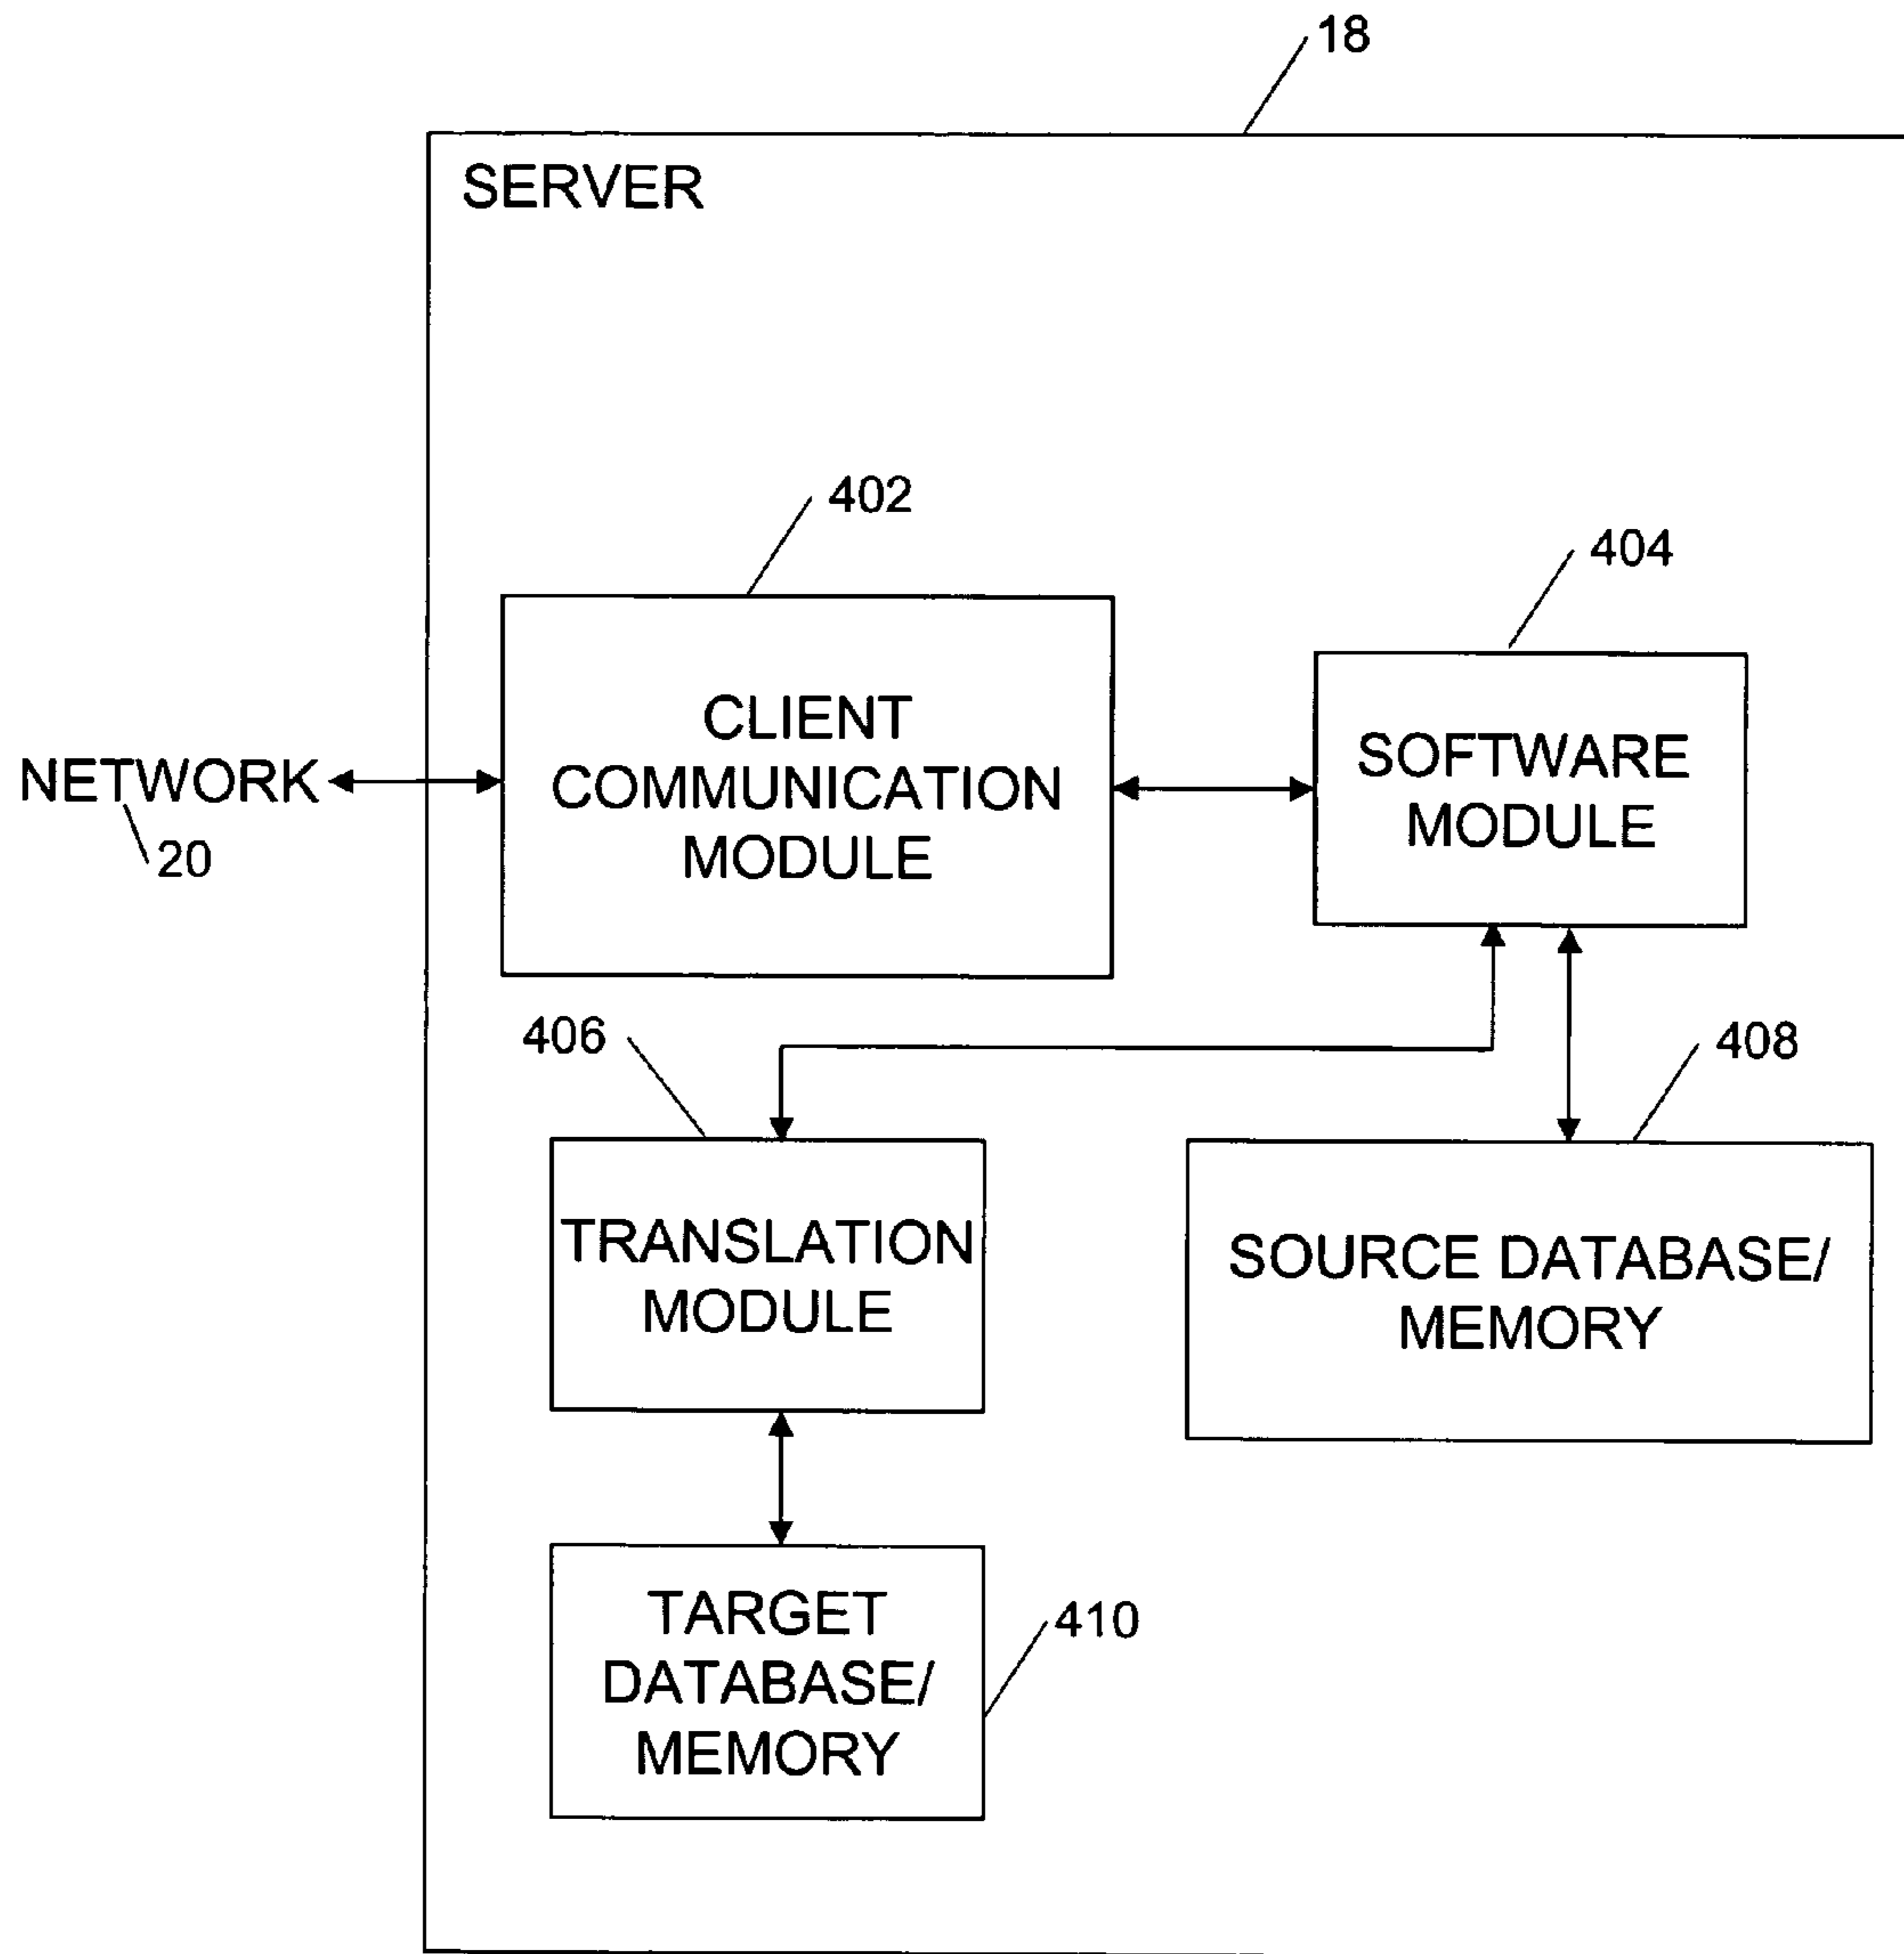 18
SERVER
402
404
CLIENT
COMMUNICATION
MODULE
SOFTWARE
MODULE
NETWORK
20
406
408
TRANSLATION
MODULE
SOURCE DATABASE/
MEMORY
TARGET
DATABASE/
MEMORY
410